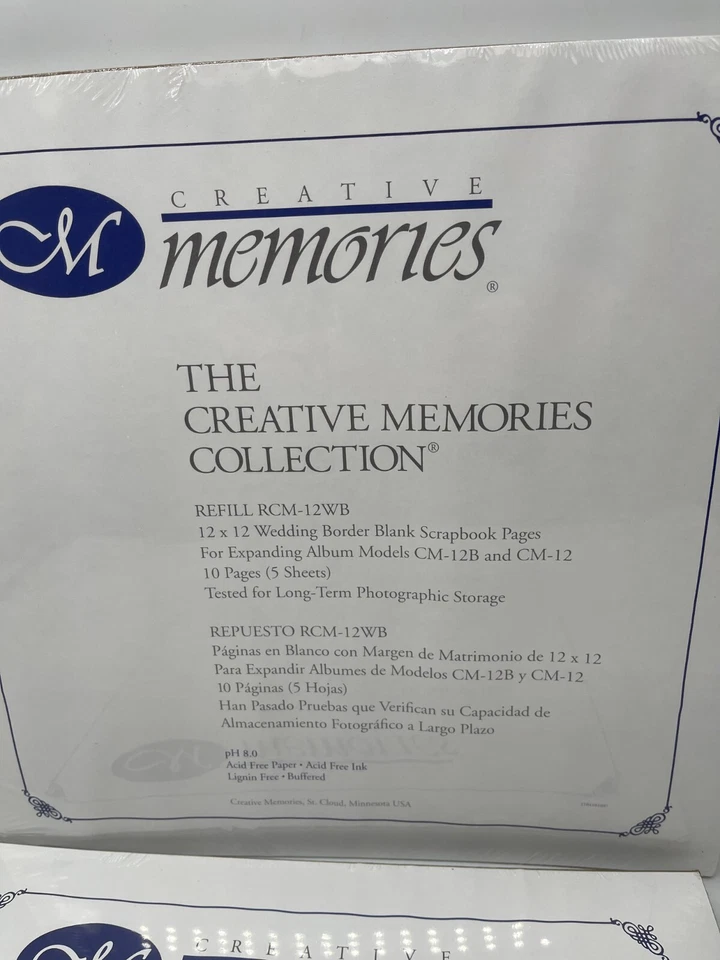 M
CREATIVE
memories®
THE
CREATIVE MEMORIES
COLLECTION®
REFILL RCM-12WB
12 x 12 Wedding Border Blank Scrapbook Pages
For Expanding Album Models CM-12B and CM-12
10 Pages (5 Sheets)
Tested for Long-Term Photographic Storage
REPUESTO RCM-12WB
Páginas en Blanco con Margen de Matrimonio de 12 x 12
Para Expandir Albumes de Modelos CM-12B y CM-12
10 Páginas (5 Hojas)
Han Pasado Pruebas que Verifican su Capacidad de
Almacenamiento Fotográfico a Largo Plazo
pH 8.0
Acid Free Paper • Acid Free Ink
Lignin Free • Buffered
Creative Memories, St. Cloud, Minnesota USA
CREATIVE